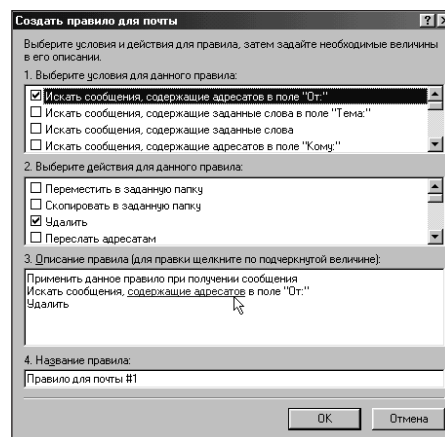 Создать правило для почты
Выберите условия и действия для правила, затем задайте необходимые величины
в его описании.
1. Выберите условия для данного правила:
Искать сообщения, содержащие адресатов в поле "От:"
Искать сообщения, содержащие заданные слова в поле "Тема:"
Искать сообщения, содержащие заданные слова
Искать сообщения, содержащие адресатов в поле "Кому:"
2. Выберите действия для данного правила:
Переместить в заданную папку
Скопировать в заданную папку
Удалить
Переслать адресатам
3. Описание правила (для правки щелкните по подчеркнутой величине):
Применить данное правило при получении сообщения
Искать сообщения, содержащие адресатов в поле "От:"
Удалить
4. Название правила:
Правило для почты #1
OK Отмена